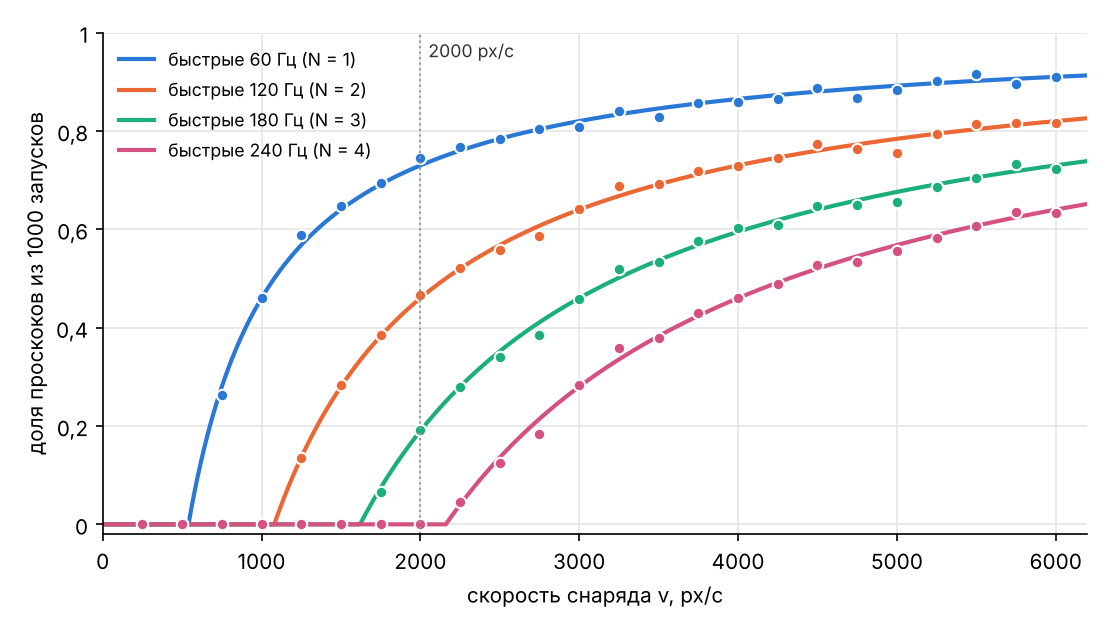 1
0,8
0,6
0,4
0,2
0
доля проскоков из 1000 запусков
быстрые 60 Гц (N = 1)
быстрые 120 Гц (N = 2)
быстрые 180 Гц (N = 3)
быстрые 240 Гц (N = 4)
2000 px/с
0 1000 2000 3000 4000 5000 6000
скорость снаряда v, px/с